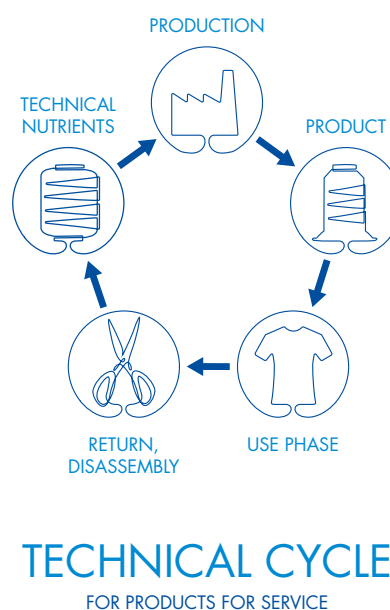 PRODUCTION
TECHNICAL
NUTRIENTS
PRODUCT
RETURN,
DISASSEMBLY
USE PHASE
TECHNICAL CYCLE
FOR PRODUCTS FOR SERVICE